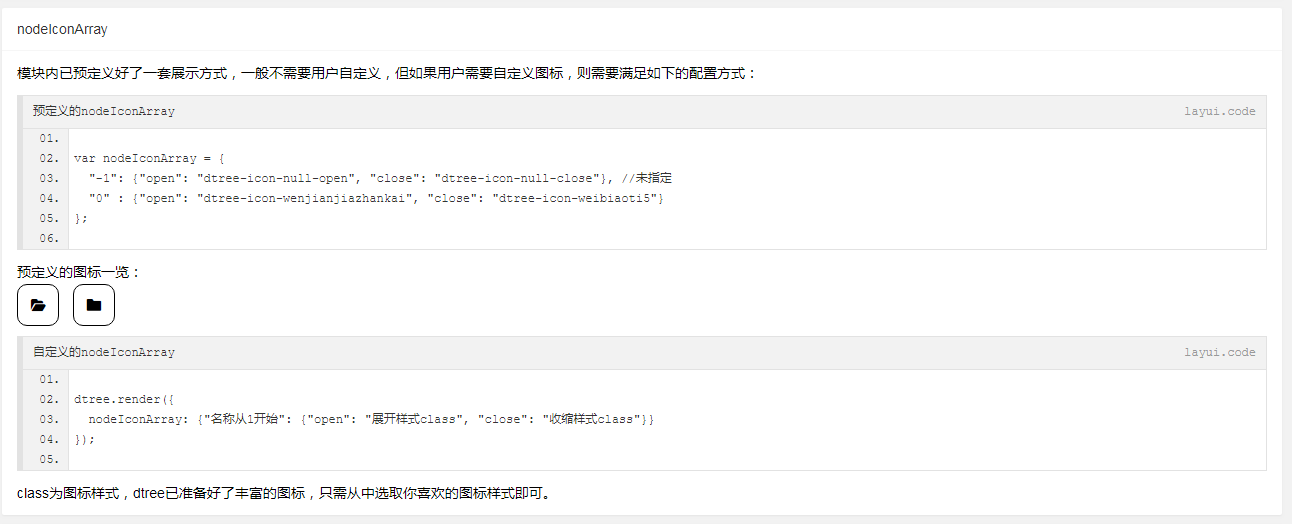 nodeIconArray
模块内已预定义好了一套展示方式，一般不需要用户自定义，但如果用户需要自定义图标，则需要满足如下的配置方式：
预定义的nodeIconArray layui.code
01.
02. var nodeIconArray = {
03. "-1": {"open": "dtree-icon-null-open", "close": "dtree-icon-null-close"}, //未指定
04. "0" : {"open": "dtree-icon-wenjianjiazhankai", "close": "dtree-icon-weibiaoti5"}
05. };
06.
预定义的图标一览：
自定义的nodeIconArray layui.code
01.
02. dtree.render({
03. nodeIconArray: {"名称从1开始": {"open": "展开样式class", "close": "收缩样式class"}}
04. });
05.
class为图标样式，dtree已准备好了丰富的图标，只需从中选取你喜欢的图标样式即可。